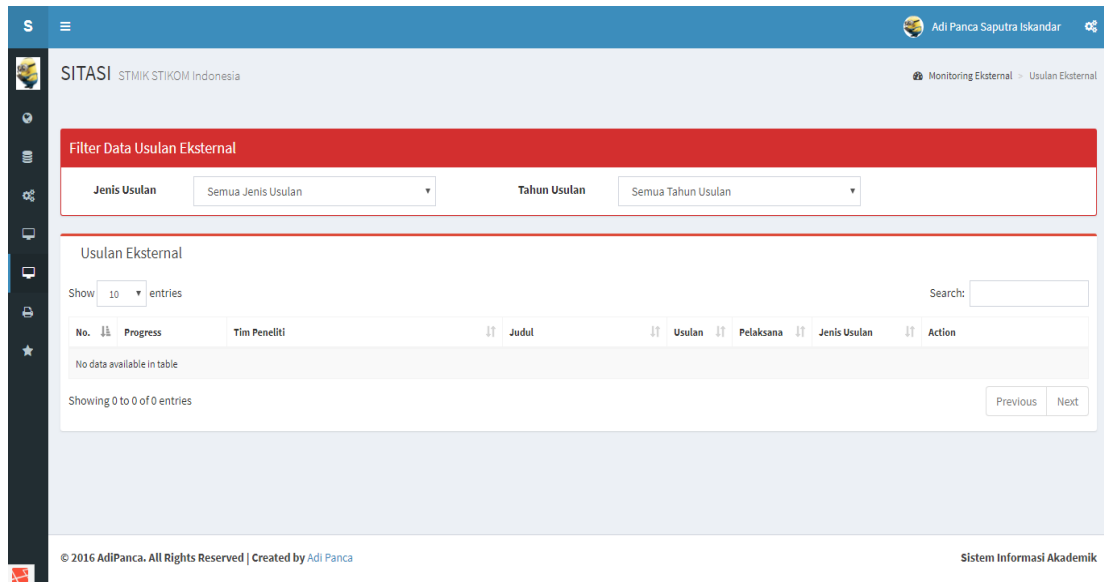 S Adi Panca Saputra Iskandar
SITASI STMIK STIKOM Indonesia Monitoring Eksternal > Usulan Eksternal
Filter Data Usulan Eksternal
Jenis Usulan Semua Jenis Usulan Tahun Usulan Semua Tahun Usulan
Usulan Eksternal
Show 10 entries Search:
No. Progress Tim Peneliti Judul Usulan Pelaksana Jenis Usulan Action
No data available in table
Showing 0 to 0 of 0 entries Previous Next
© 2016 AdiPanca. All Rights Reserved | Created by Adi Panca Sistem Informasi Akademik